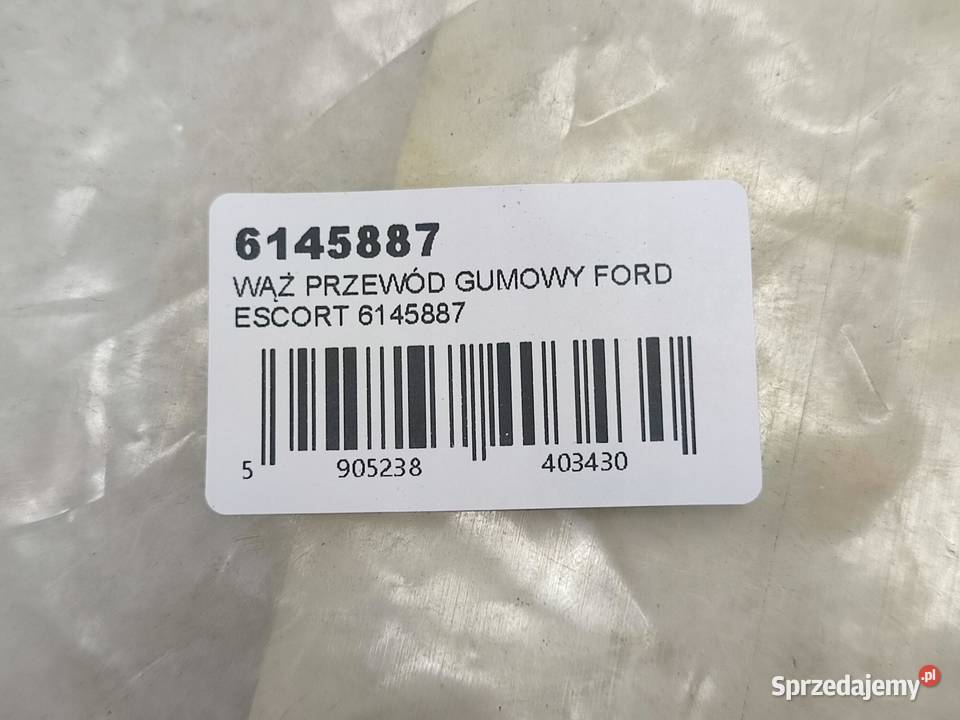 6145887
WĄŻ PRZEWÓD GUMOWY FORD
ESCORT 6145887
5 905238 403430
Sprzedajemy.pl